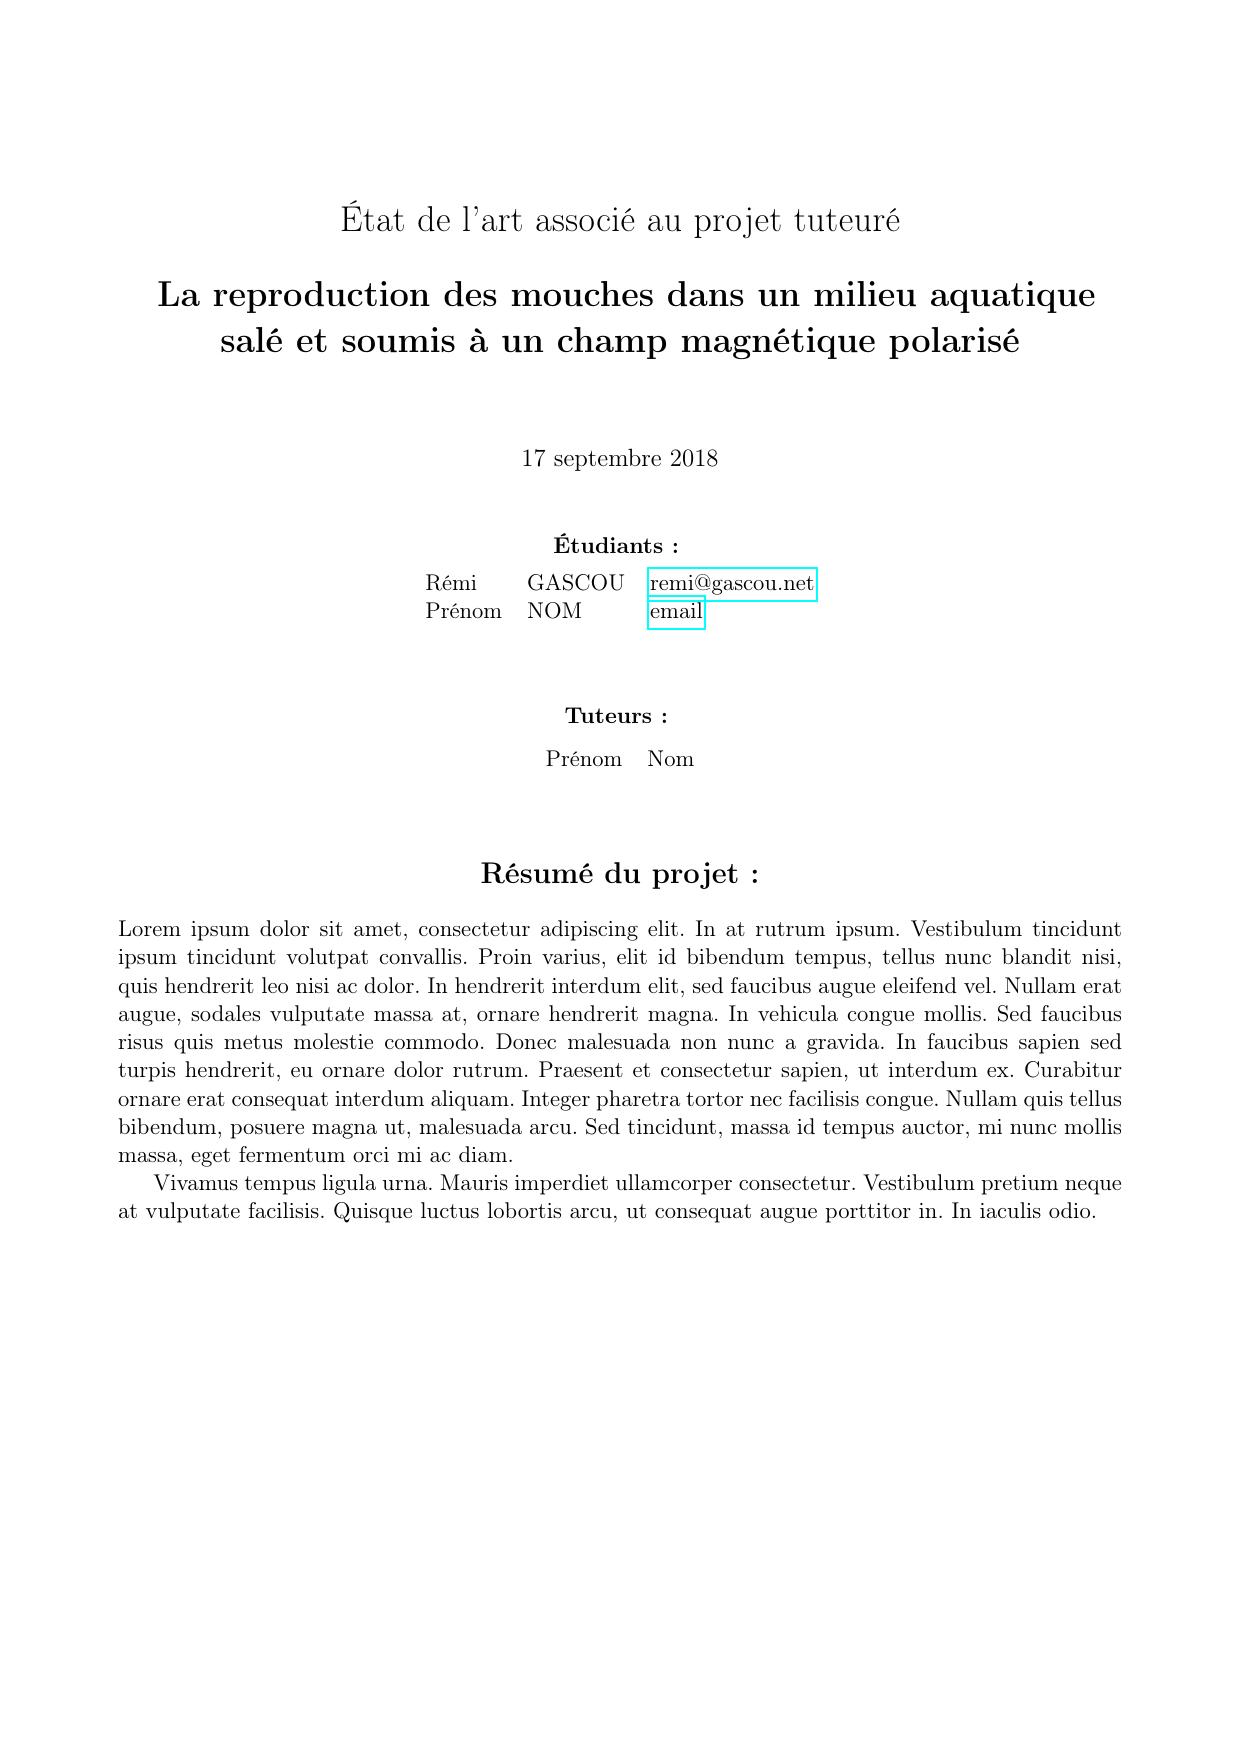 État de l'art associé au projet tuteuré
La reproduction des mouches dans un milieu aquatique
salé et soumis à un champ magnétique polarisé
17 septembre 2018
Étudiants :
Rémi GASCOU remi@gascou.net
Prénom NOM email
Tuteurs :
Prénom Nom
Résumé du projet :
Lorem ipsum dolor sit amet, consectetur adipiscing elit. In at rutrum ipsum. Vestibulum tincidunt
ipsum tincidunt volutpat convallis. Proin varius, elit id bibendum tempus, tellus nunc blandit nisi,
quis hendrerit leo nisi ac dolor. In hendrerit interdum elit, sed faucibus augue eleifend vel. Nullam erat
augue, sodales vulputate massa at, ornare hendrerit magna. In vehicula congue mollis. Sed faucibus
risus quis metus molestie commodo. Donec malesuada non nunc a gravida. In faucibus sapien sed
turpis hendrerit, eu ornare dolor rutrum. Praesent et consectetur sapien, ut interdum ex. Curabitur
ornare erat consequat interdum aliquam. Integer pharetra tortor nec facilisis congue. Nullam quis tellus
bibendum, posuere magna ut, malesuada arcu. Sed tincidunt, massa id tempus auctor, mi nunc mollis
massa, eget fermentum orci mi ac diam.
Vivamus tempus ligula urna. Mauris imperdiet ullamcorper consectetur. Vestibulum pretium neque
at vulputate facilisis. Quisque luctus lobortis arcu, ut consequat augue porttitor in. In iaculis odio.